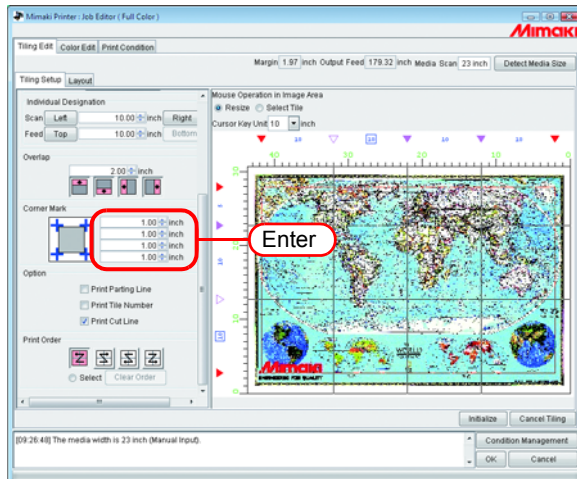 Mimaki Printer : Job Editor ( Full Color )
Mimaki
Tiling Edit Color Edit Print Condition
Margin 1.97 inch Output Feed 179.32 inch Media Scan 23 inch Detect Media Size
Tiling Setup Layout
Individual Designation
Scan Left 10.00 inch Right
Feed Top 10.00 inch Bottom
Overlap
2.00 inch
Corner Mark
1.00 inch
1.00 inch
1.00 inch
1.00 inch
Enter
Option
Print Parting Line
Print Tile Number
Print Cut Line
Print Order
Select Clear Order
Mouse Operation in Image Area
Resize Select Tile
Cursor Key Unit 10 inch
Mimaki
ENGINEERING FOR QUALITY
Initialize Cancel Tiling
[09:26:48] The media width is 23 inch (Manual Input).
Condition Management
OK Cancel